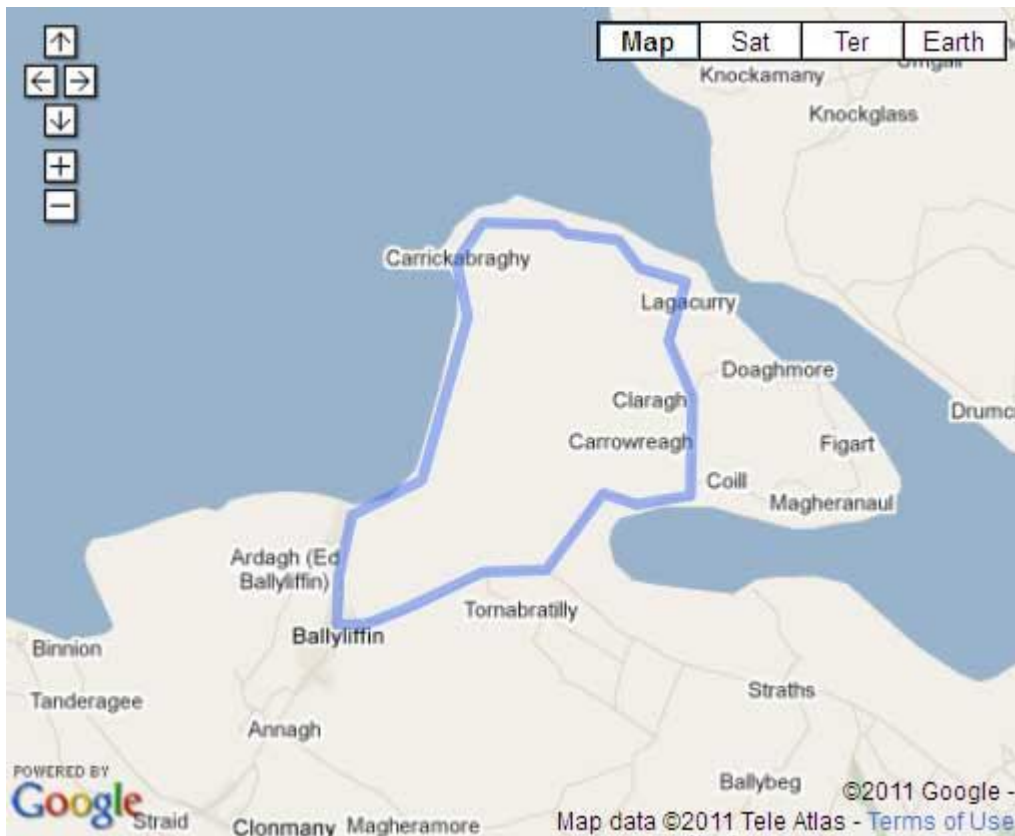 Map Sat Ter Earth
Knockamany
Knockglass
Carrickabraghy
Lagacurry
Doaghmore
Claragh
Drumc
Carrowreagh
Figart
Coill
Magheranaul
Ardagh (Ed
Ballyliffin)
Tornabratilly
Ballyliffin
Binnion
Straths
Tanderagee
Annagh
POWERED BY
Google
Ballybeg
©2011 Google -
Straid
Clonmany
Magheramore
Map data ©2011 Tele Atlas - Terms of Use